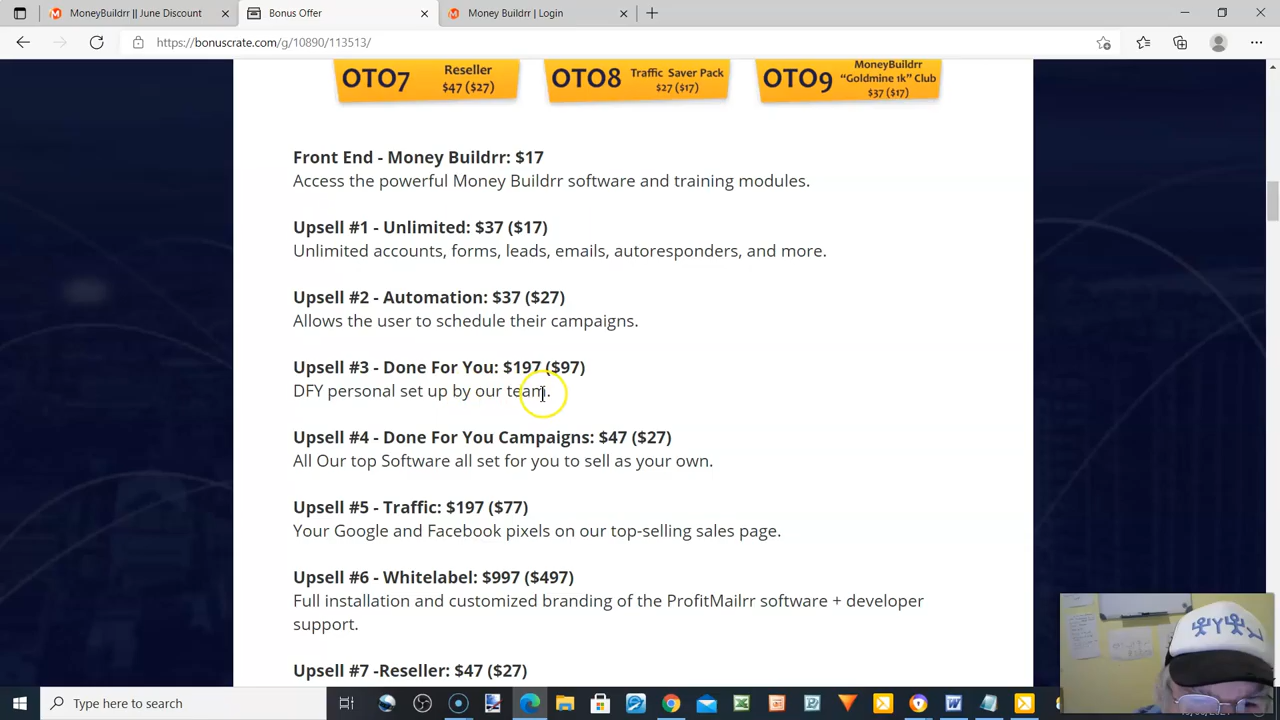 MoneyBuildrr || June Discount
Bonus Offer
Money Buildrr | Login
https://bonuscrate.com/g/10890/113513/
OTO7 Reseller $47 ($27)
OTO8 Traffic Saver Pack $27 ($17)
OTO9 MoneyBuildrr "Goldmine 1k" Club $37 ($17)
Front End - Money Buildrr: $17
Access the powerful Money Buildrr software and training modules.
Upsell #1 - Unlimited: $37 ($17)
Unlimited accounts, forms, leads, emails, autoresponders, and more.
Upsell #2 - Automation: $37 ($27)
Allows the user to schedule their campaigns.
Upsell #3 - Done For You: $197 ($97)
DFY personal set up by our team.
Upsell #4 - Done For You Campaigns: $47 ($27)
All Our top Software all set for you to sell as your own.
Upsell #5 - Traffic: $197 ($77)
Your Google and Facebook pixels on our top-selling sales page.
Upsell #6 - Whitelabel: $997 ($497)
Full installation and customized branding of the ProfitMailrr software + developer
support.
Upsell #7 -Reseller: $47 ($27)
Type here to search